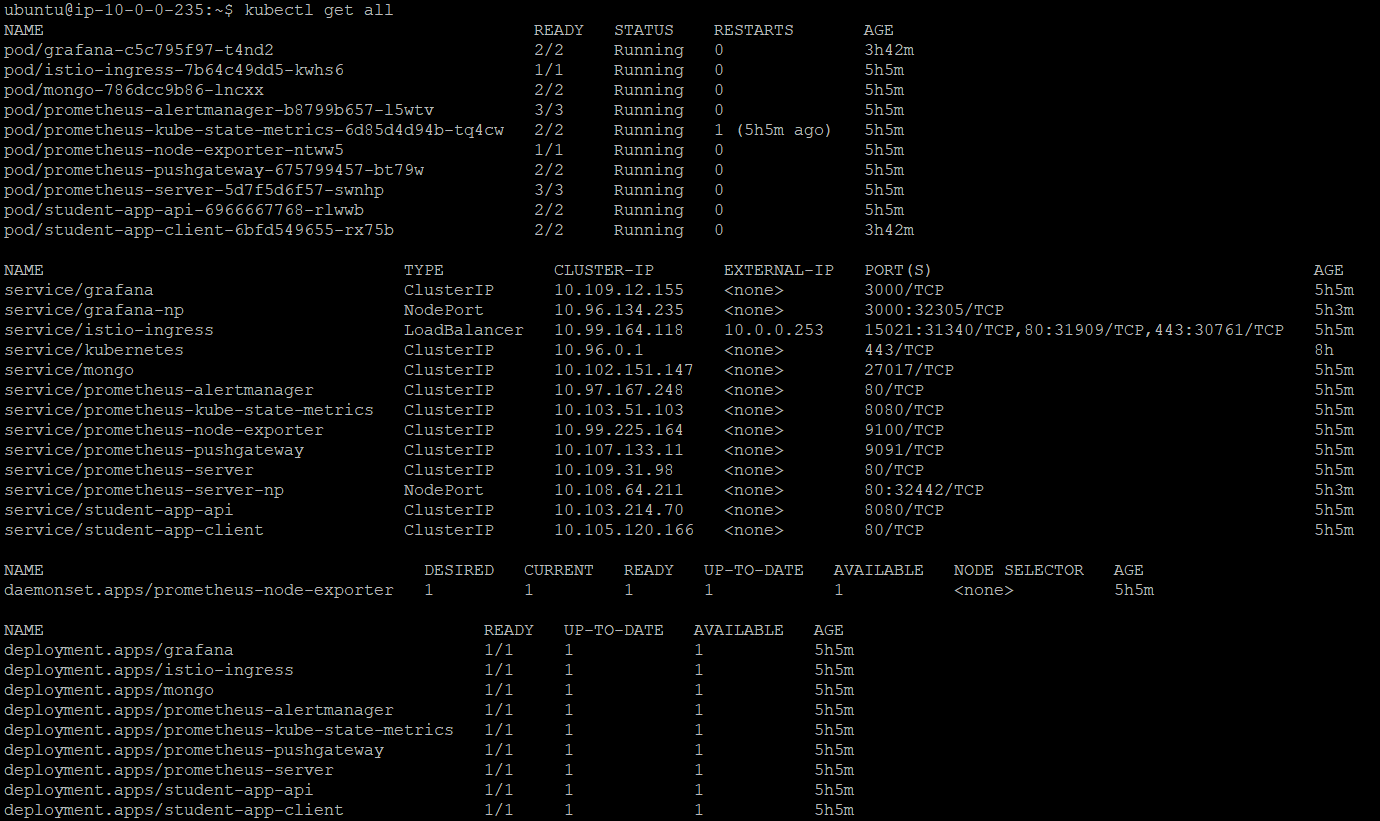 ubuntu@ip-10-0-0-235:~$ kubectl get all
NAME READY STATUS RESTARTS AGE
pod/grafana-c5c795f97-t4nd2 2/2 Running 0 3h42m
pod/istio-ingress-7b64c49dd5-kwhs6 1/1 Running 0 5h5m
pod/mongo-786dcc9b86-lncxx 2/2 Running 0 5h5m
pod/prometheus-alertmanager-b8799b657-l5wtv 3/3 Running 0 5h5m
pod/prometheus-kube-state-metrics-6d85d4d94b-tq4cw 2/2 Running 1 (5h5m ago) 5h5m
pod/prometheus-node-exporter-ntww5 1/1 Running 0 5h5m
pod/prometheus-pushgateway-675799457-bt79w 2/2 Running 0 5h5m
pod/prometheus-server-5d7f5d6f57-swnhp 3/3 Running 0 5h5m
pod/student-app-api-6966667768-rlwwb 2/2 Running 0 5h5m
pod/student-app-client-6bfd549655-rx75b 2/2 Running 0 3h42m
NAME TYPE CLUSTER-IP EXTERNAL-IP PORT(S) AGE
service/grafana ClusterIP 10.109.12.155 <none> 3000/TCP 5h5m
service/grafana-np NodePort 10.96.134.235 <none> 3000:32305/TCP 5h3m
service/istio-ingress LoadBalancer 10.99.164.118 10.0.0.253 15021:31340/TCP,80:31909/TCP,443:30761/TCP 5h5m
service/kubernetes ClusterIP 10.96.0.1 <none> 443/TCP 8h
service/mongo ClusterIP 10.102.151.147 <none> 27017/TCP 5h5m
service/prometheus-alertmanager ClusterIP 10.97.167.248 <none> 80/TCP 5h5m
service/prometheus-kube-state-metrics ClusterIP 10.103.51.103 <none> 8080/TCP 5h5m
service/prometheus-node-exporter ClusterIP 10.99.225.164 <none> 9100/TCP 5h5m
service/prometheus-pushgateway ClusterIP 10.107.133.11 <none> 9091/TCP 5h5m
service/prometheus-server ClusterIP 10.109.31.98 <none> 80/TCP 5h5m
service/prometheus-server-np NodePort 10.108.64.211 <none> 80:32442/TCP 5h3m
service/student-app-api ClusterIP 10.103.214.70 <none> 8080/TCP 5h5m
service/student-app-client ClusterIP 10.105.120.166 <none> 80/TCP 5h5m
NAME DESIRED CURRENT READY UP-TO-DATE AVAILABLE NODE SELECTOR AGE
daemonset.apps/prometheus-node-exporter 1 1 1 1 1 <none> 5h5m
NAME READY UP-TO-DATE AVAILABLE AGE
deployment.apps/grafana 1/1 1 1 5h5m
deployment.apps/istio-ingress 1/1 1 1 5h5m
deployment.apps/mongo 1/1 1 1 5h5m
deployment.apps/prometheus-alertmanager 1/1 1 1 5h5m
deployment.apps/prometheus-kube-state-metrics 1/1 1 1 5h5m
deployment.apps/prometheus-pushgateway 1/1 1 1 5h5m
deployment.apps/prometheus-server 1/1 1 1 5h5m
deployment.apps/student-app-api 1/1 1 1 5h5m
deployment.apps/student-app-client 1/1 1 1 5h5m